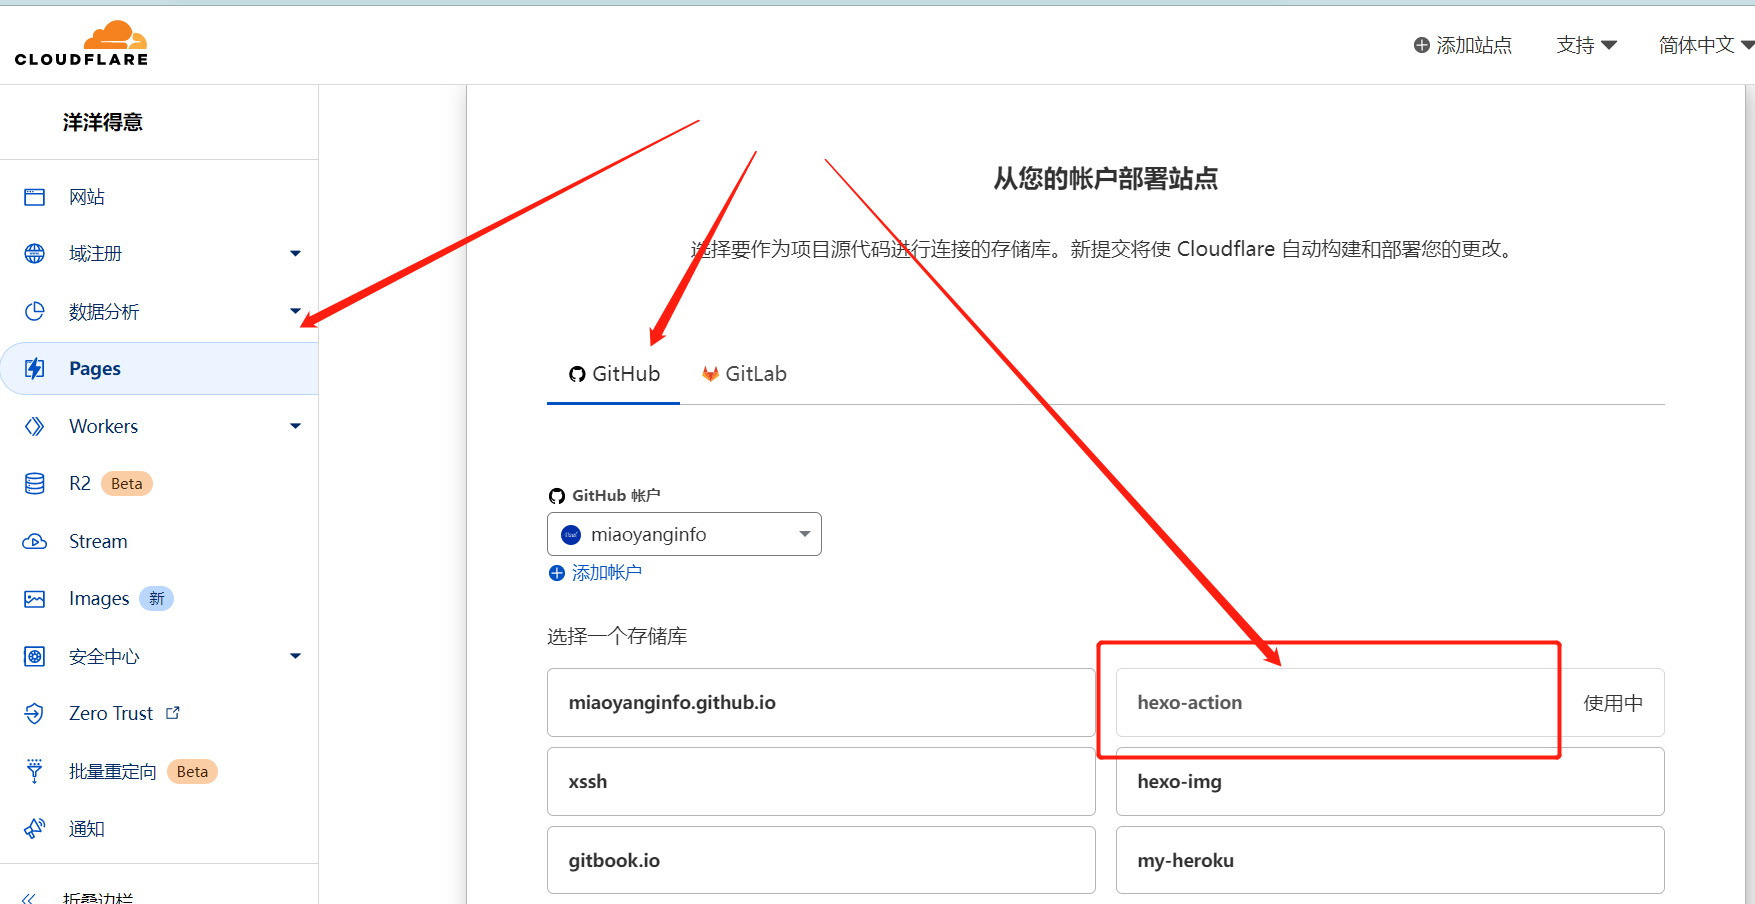 CLOUDFLARE
添加站点
支持
简体中文
洋洋得意
网站
域注册
数据分析
Pages
Workers
R2 Beta
Stream
Images 新
安全中心
Zero Trust
批量重定向 Beta
通知
折叠边栏
从您的帐户部署站点
选择要作为项目源代码进行连接的存储库。新提交将使 Cloudflare 自动构建和部署您的更改。
GitHub
GitLab
GitHub 帐户
miaoyanginfo
添加帐户
选择一个存储库
miaoyanginfo.github.io
hexo-action 使用中
xssh
hexo-img
gitbook.io
my-heroku